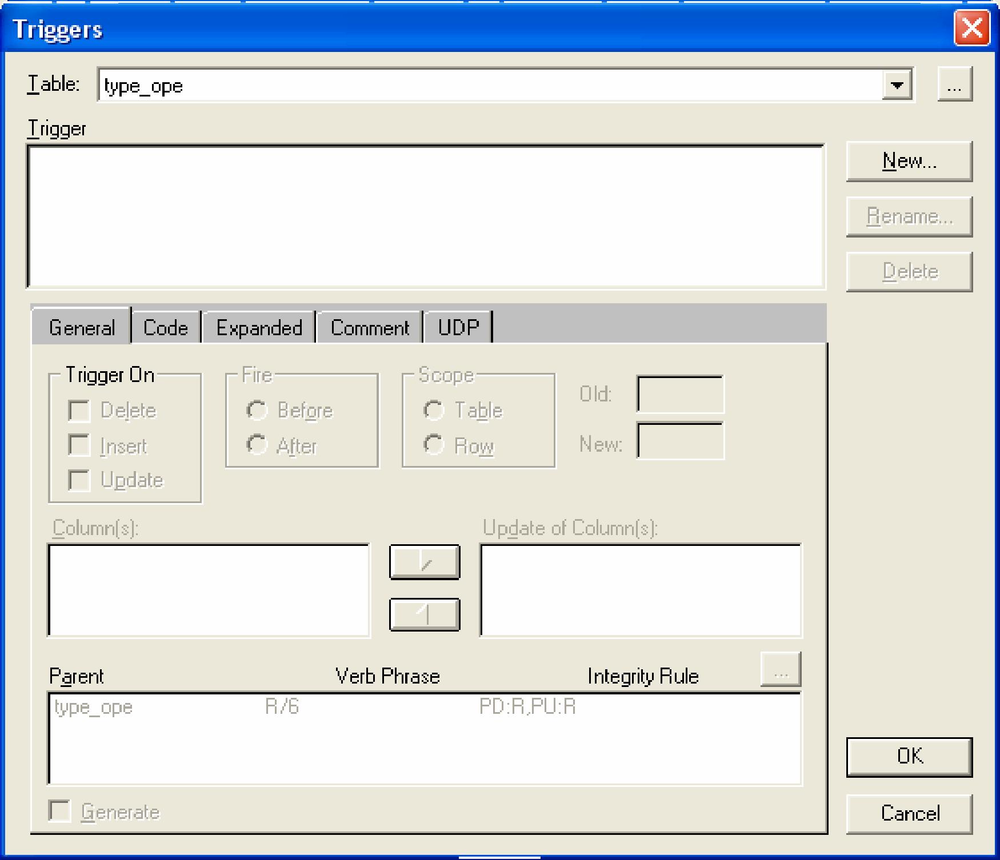 Triggers
Table: type_ope ...
Trigger
New...
Rename...
Delete
General Code Expanded Comment UDP
Trigger On Fire Scope
Delete Before Table Old:
Insert After Row New:
Update
Column(s): Update of Column(s):
Parent Verb Phrase Integrity Rule ...
type_ope R/6 PD:R,PU:R
OK
Generate Cancel